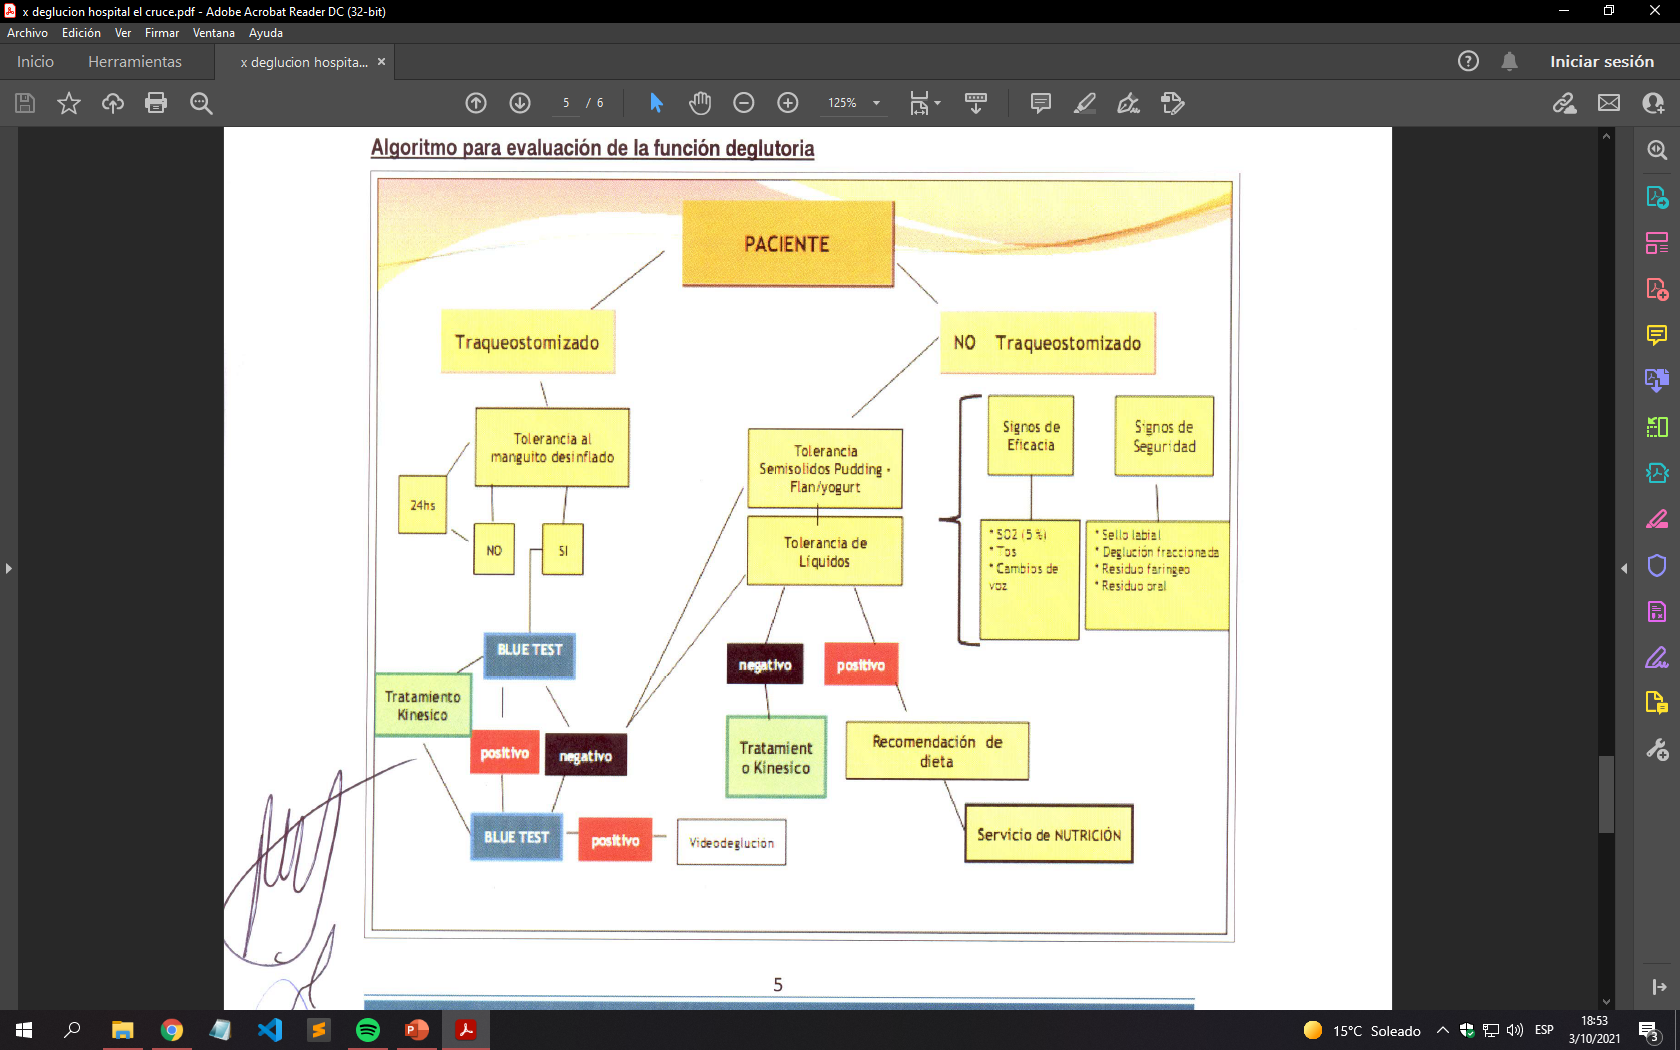 x deglucion hospital el cruce.pdf - Adobe Acrobat Reader DC (32-bit)
Archivo Edición Ver Firmar Ventana Ayuda
Inicio Herramientas x deglucion hospita... Iniciar sesión
5 / 6 125%
Algoritmo para evaluación de la función deglutoria
PACIENTE
Traqueostomizado
NO Traqueostomizado
Tolerancia al
manguito desinflado
24hs
NO
SI
BLUE TEST
Tratamiento
Kinesico
positivo
negativo
BLUE TEST
positivo
Videodeglución
Tolerancia
Semisolidos Pudding -
Flan/yogurt
Tolerancia de
Líquidos
negativo
positivo
Tratamient
o Kinesico
Recomendación de
dieta
Servicio de NUTRICIÓN
Signos de
Eficacia
Signos de
Seguridad
* SO2 (5 %)
* Tos
* Cambios de
voz
* Sello labial
* Deglución fraccionada
* Residuo faringeo
* Residuo oral
5
15°C Soleado
ESP
18:53
3/10/2021
3